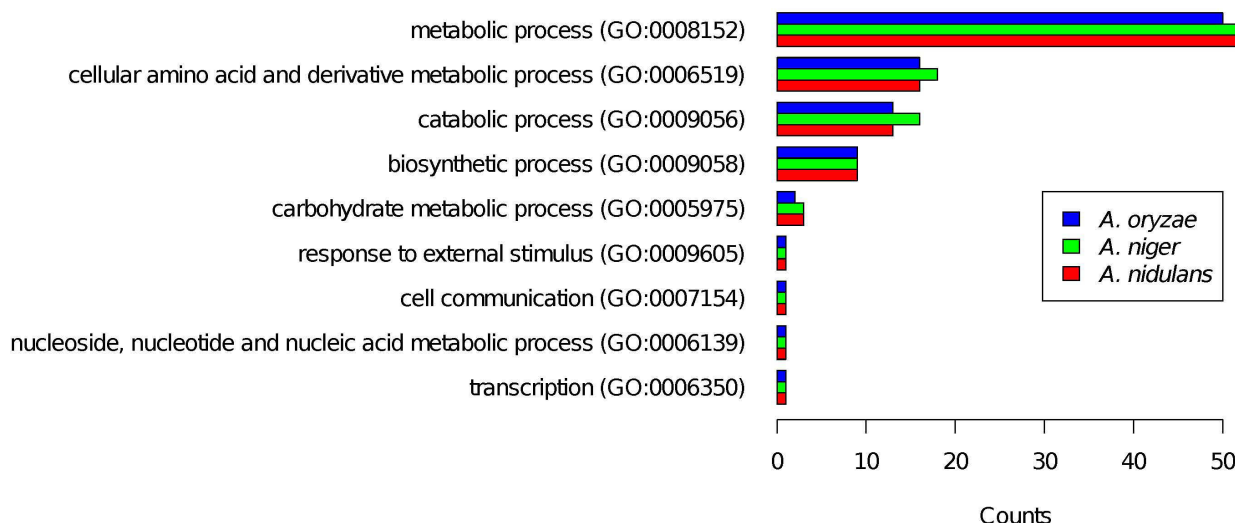 metabolic process (GO:0008152)
cellular amino acid and derivative metabolic process (GO:0006519)
catabolic process (GO:0009056)
biosynthetic process (GO:0009058)
carbohydrate metabolic process (GO:0005975)
response to external stimulus (GO:0009605)
cell communication (GO:0007154)
nucleoside, nucleotide and nucleic acid metabolic process (GO:0006139)
transcription (GO:0006350)
A. oryzae
A. niger
A. nidulans
0 10 20 30 40 50
Counts